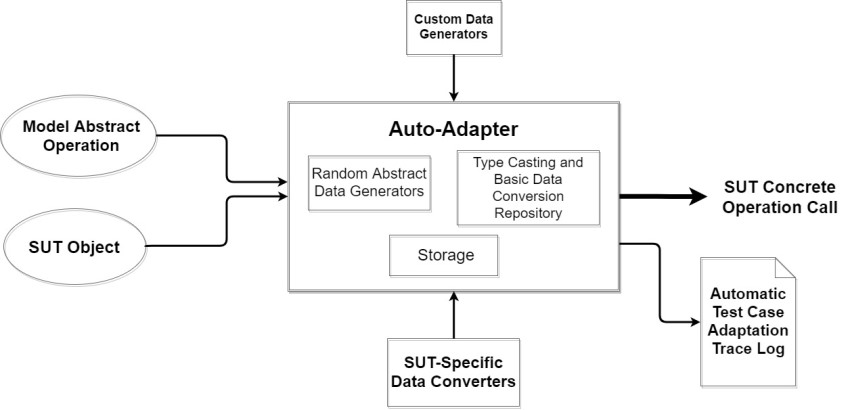 Custom Data
Generators
Model Abstract
Operation
SUT Object
Auto-Adapter
Random Abstract
Data Generators
Type Casting and
Basic Data
Conversion
Repository
Storage
SUT Concrete
Operation Call
Automatic
Test Case
Adaptation
Trace Log
SUT-Specific
Data Converters